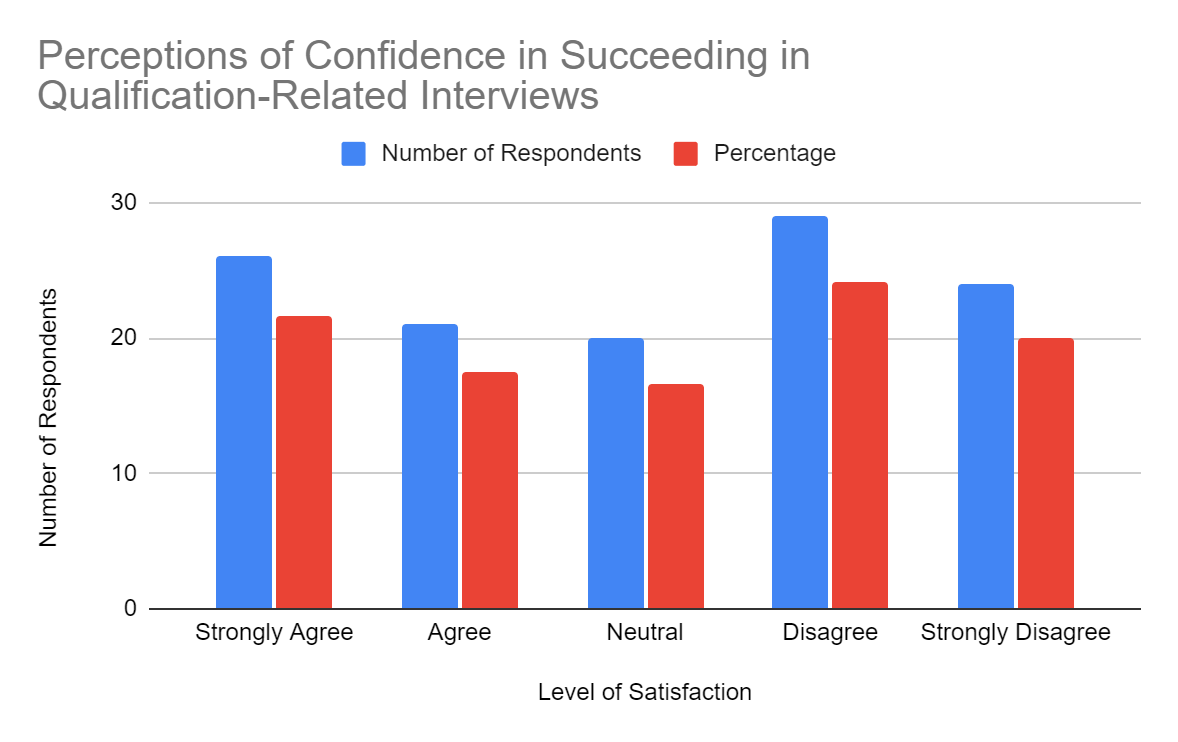 Perceptions of Confidence in Succeeding in
Qualification-Related Interviews
Number of Respondents Percentage
30
20
10
0
Number of Respondents
Strongly Agree Agree Neutral Disagree Strongly Disagree
Level of Satisfaction